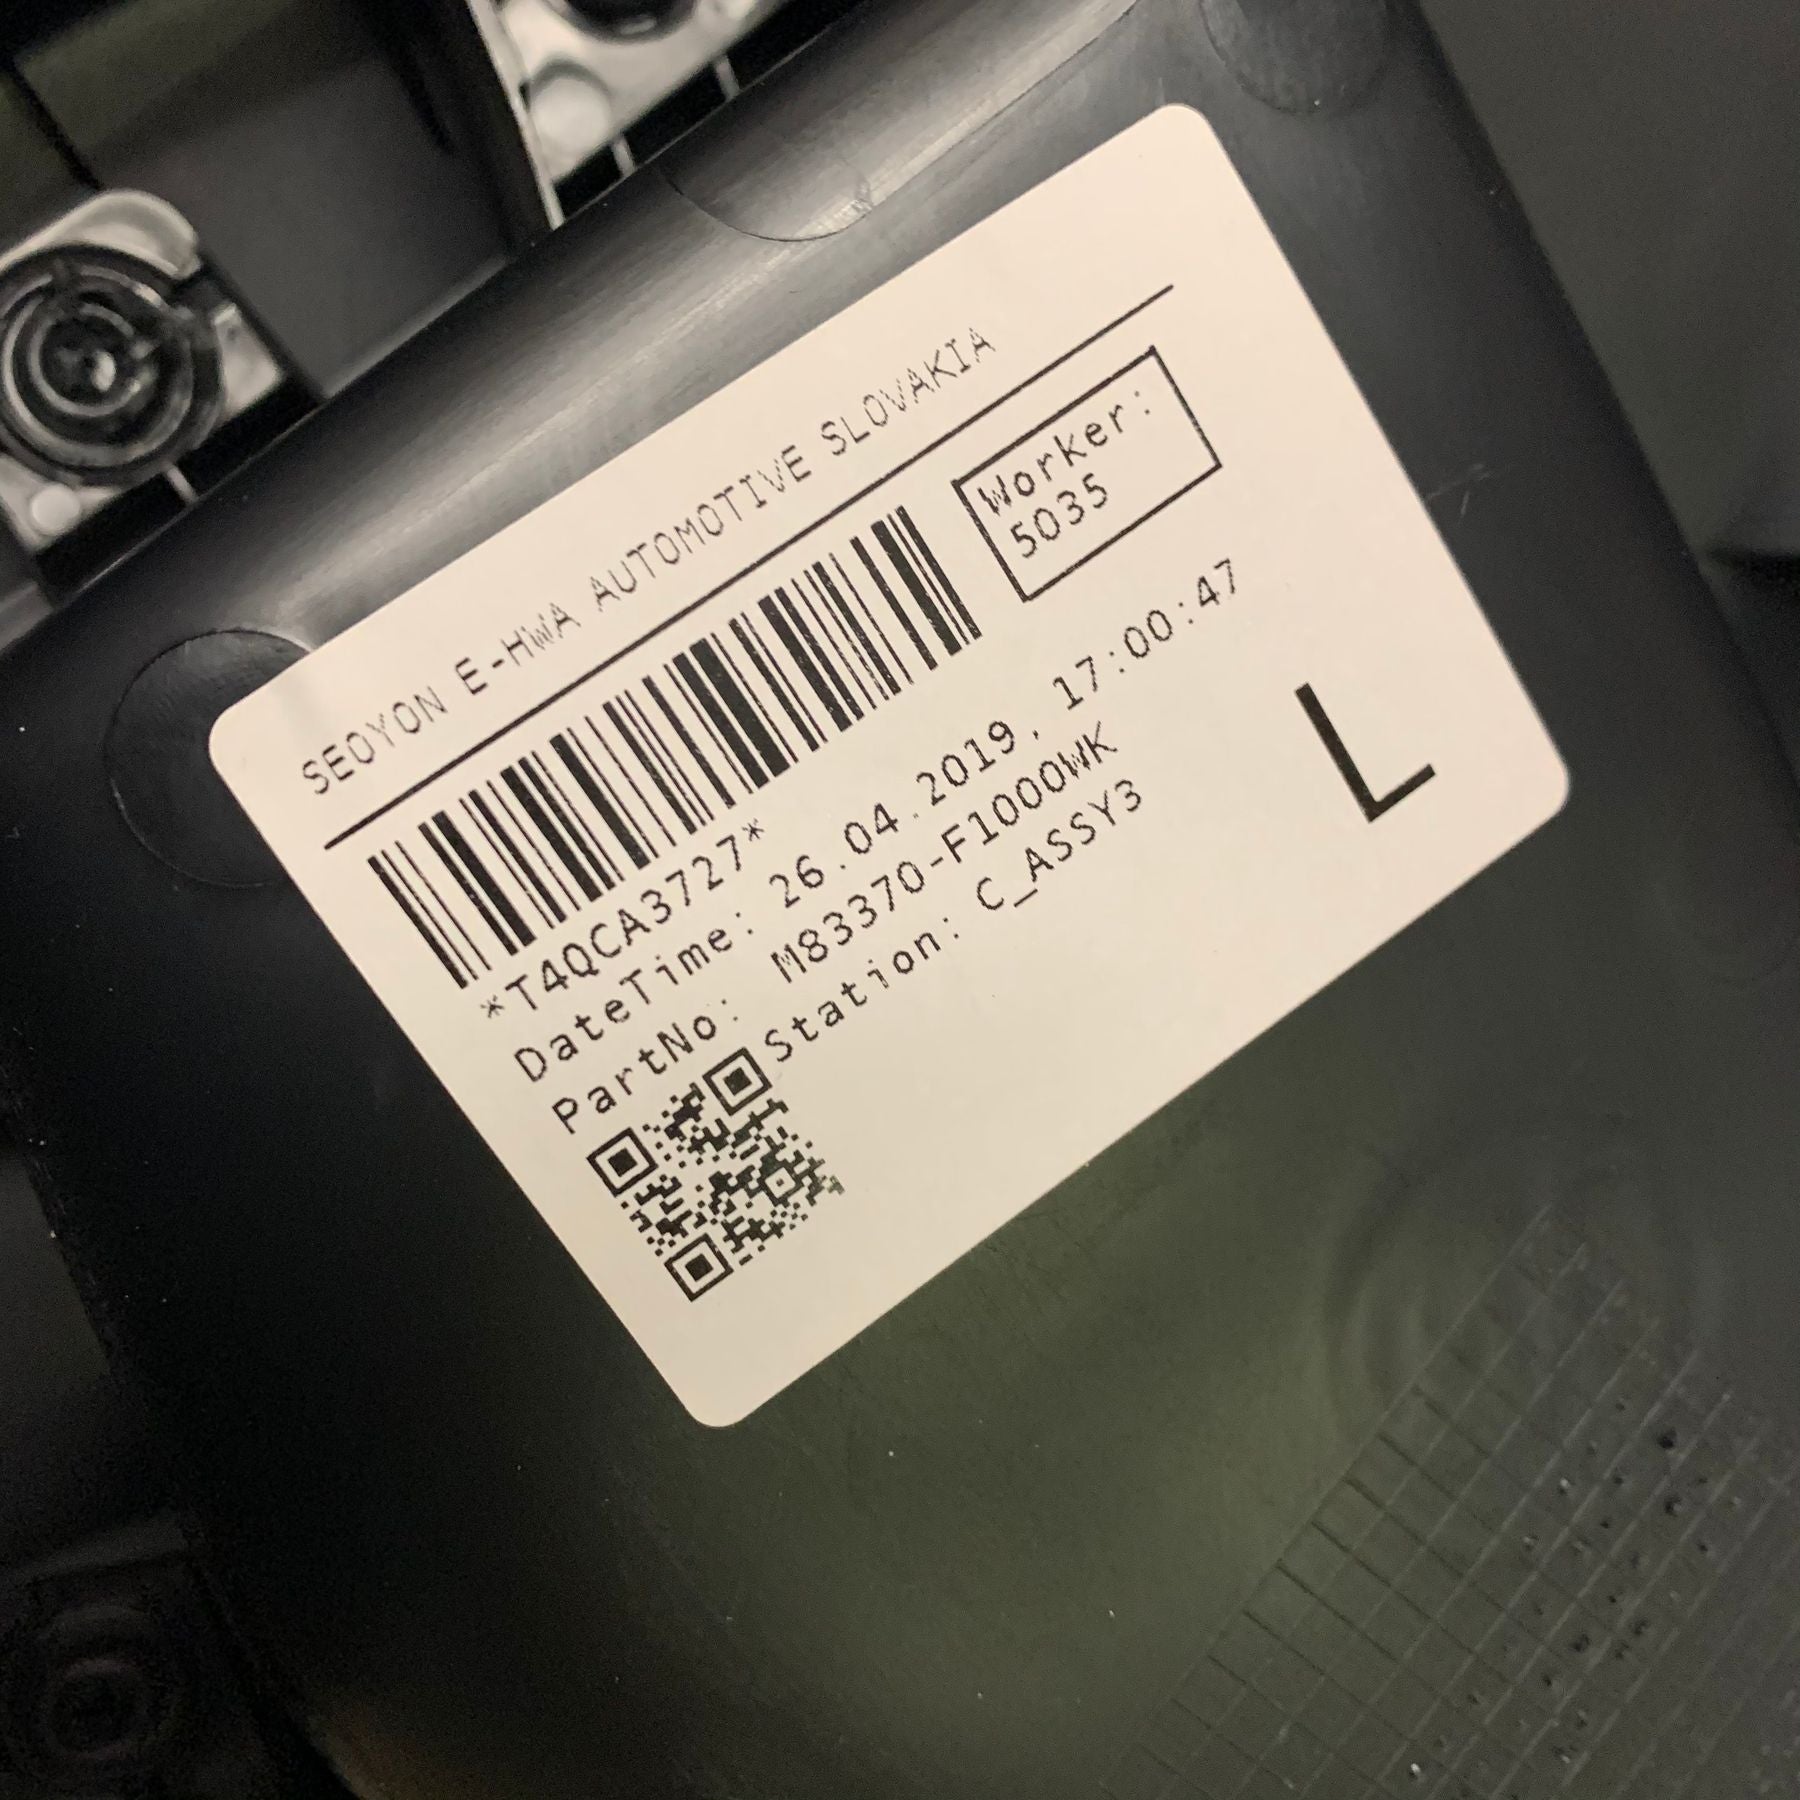 SEOYON E-HWA AUTOMOTIVE SLOVAKIA
Worker:
5035
*T4QCA3727*
DateTime: 26.04.2019, 17:00:47
PartNo: M83370-F1000WK
Station: C_ASSY3
L